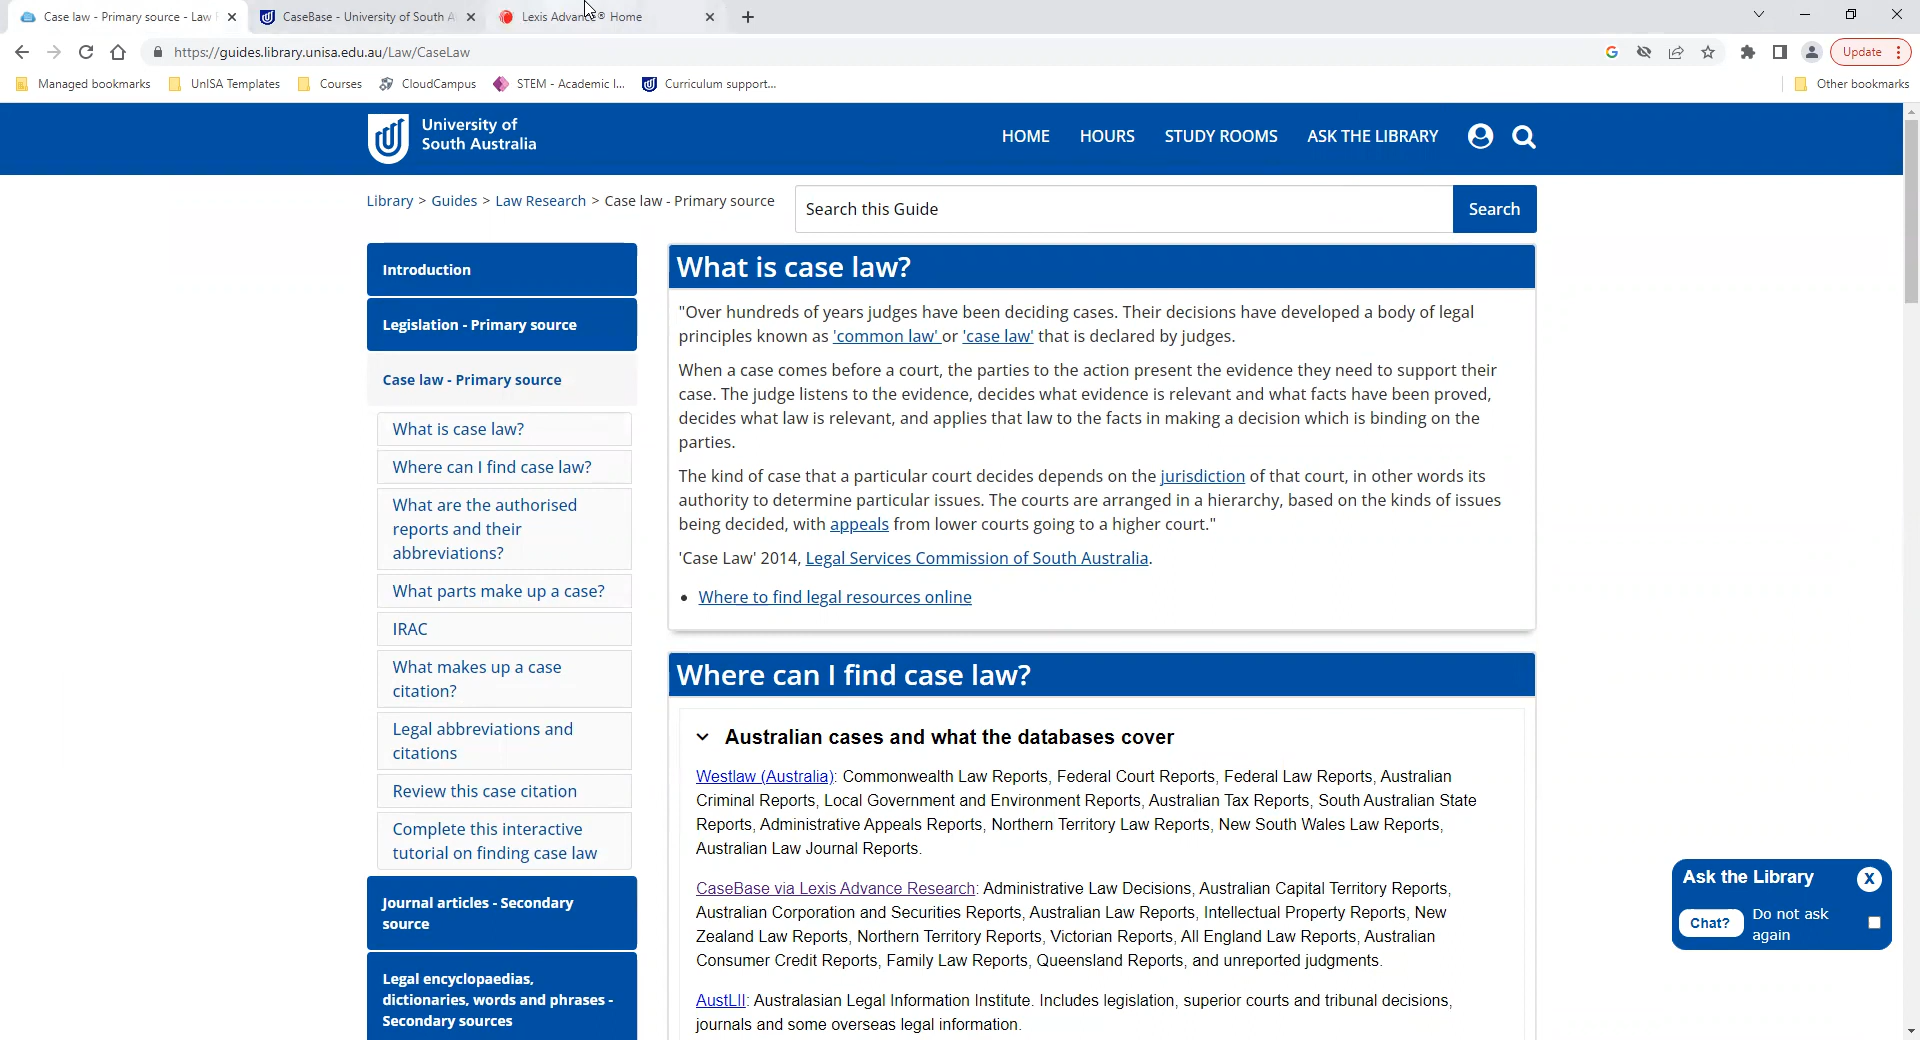 Case law - Primary source - Law
CaseBase - University of South A
Lexis Advance® Home
https://guides.library.unisa.edu.au/Law/CaseLaw
Update
Managed bookmarks
UnISA Templates
Courses
CloudCampus
STEM - Academic I...
Curriculum support...
Other bookmarks
University of
South Australia
HOME
HOURS
STUDY ROOMS
ASK THE LIBRARY
Library > Guides > Law Research > Case law - Primary source
Search this Guide
Search
Introduction
Legislation - Primary source
Case law - Primary source
What is case law?
Where can I find case law?
What are the authorised
reports and their
abbreviations?
What parts make up a case?
IRAC
What makes up a case
citation?
Legal abbreviations and
citations
Review this case citation
Complete this interactive
tutorial on finding case law
Journal articles - Secondary
source
Legal encyclopaedias,
dictionaries, words and phrases -
Secondary sources
What is case law?
"Over hundreds of years judges have been deciding cases. Their decisions have developed a body of legal
principles known as 'common law' or 'case law' that is declared by judges.
When a case comes before a court, the parties to the action present the evidence they need to support their
case. The judge listens to the evidence, decides what evidence is relevant and what facts have been proved,
decides what law is relevant, and applies that law to the facts in making a decision which is binding on the
parties.
The kind of case that a particular court decides depends on the jurisdiction of that court, in other words its
authority to determine particular issues. The courts are arranged in a hierarchy, based on the kinds of issues
being decided, with appeals from lower courts going to a higher court."
'Case Law' 2014, Legal Services Commission of South Australia.
• Where to find legal resources online
Where can I find case law?
Australian cases and what the databases cover
Westlaw (Australia): Commonwealth Law Reports, Federal Court Reports, Federal Law Reports, Australian
Criminal Reports, Local Government and Environment Reports, Australian Tax Reports, South Australian State
Reports, Administrative Appeals Reports, Northern Territory Law Reports, New South Wales Law Reports,
Australian Law Journal Reports.
CaseBase via Lexis Advance Research: Administrative Law Decisions, Australian Capital Territory Reports,
Australian Corporation and Securities Reports, Australian Law Reports, Intellectual Property Reports, New
Zealand Law Reports, Northern Territory Reports, Victorian Reports, All England Law Reports, Australian
Consumer Credit Reports, Family Law Reports, Queensland Reports, and unreported judgments.
AustLII: Australasian Legal Information Institute. Includes legislation, superior courts and tribunal decisions,
journals and some overseas legal information.
Ask the Library
X
Chat?
Do not ask
again